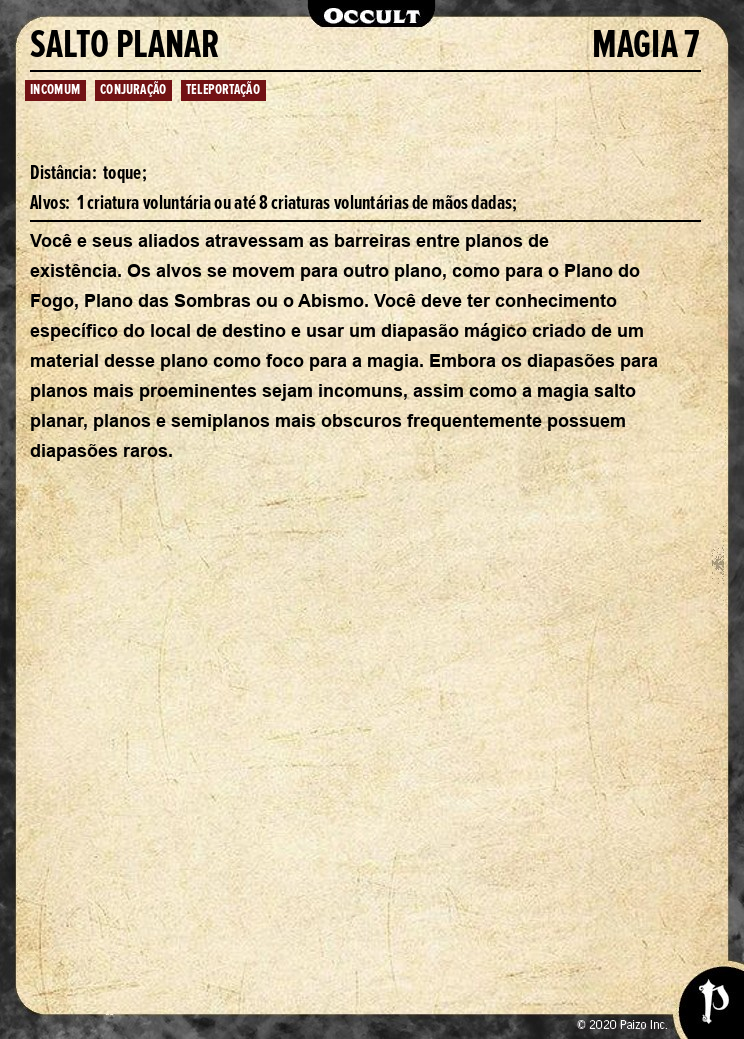 Occult
SALTO PLANAR MAGIA 7
INCOMUM CONJURAÇÃO TELEPORTAÇÃO
Distância: toque;
Alvos: 1 criatura voluntária ou até 8 criaturas voluntárias de mãos dadas;
Você e seus aliados atravessam as barreiras entre planos de
existência. Os alvos se movem para outro plano, como para o Plano do
Fogo, Plano das Sombras ou o Abismo. Você deve ter conhecimento
específico do local de destino e usar um diapasão mágico criado de um
material desse plano como foco para a magia. Embora os diapasões para
planos mais proeminentes sejam incomuns, assim como a magia salto
planar, planos e semiplanos mais obscuros frequentemente possuem
diapasões raros.
© 2020 Paizo Inc.
P